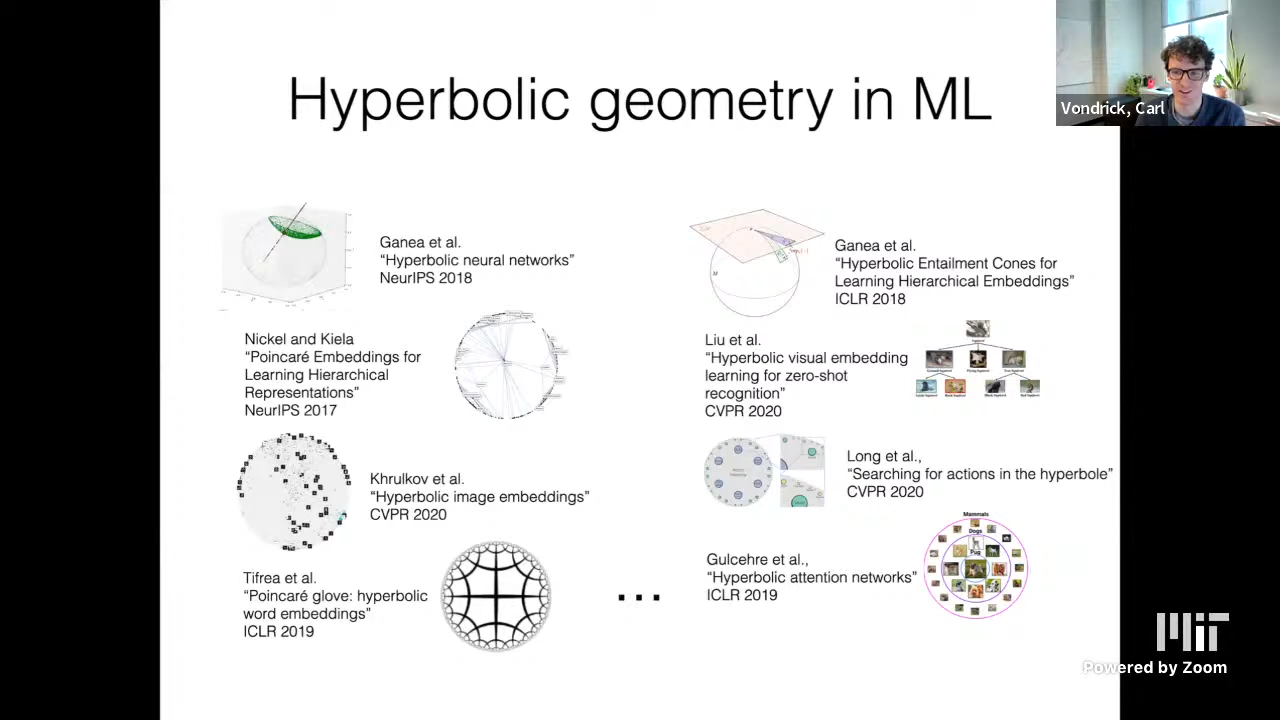 Hyperbolic geometry in ML
Vondrick, Carl
Ganea et al.
“Hyperbolic neural networks”
NeurIPS 2018
Nickel and Kiela
“Poincaré Embeddings for
Learning Hierarchical
Representations”
NeurIPS 2017
Khrulkov et al.
“Hyperbolic image embeddings”
CVPR 2020
Tifrea et al.
“Poincaré glove: hyperbolic
word embeddings”
ICLR 2019
...
Ganea et al.
“Hyperbolic Entailment Cones for
Learning Hierarchical Embeddings”
ICLR 2018
Liu et al.
“Hyperbolic visual embedding
learning for zero-shot
recognition”
CVPR 2020
Long et al.,
“Searching for actions in the hyperbole”
CVPR 2020
Mammals
Dogs
Pug
Gulcehre et al.,
“Hyperbolic attention networks”
ICLR 2019
MIT
Powered by Zoom